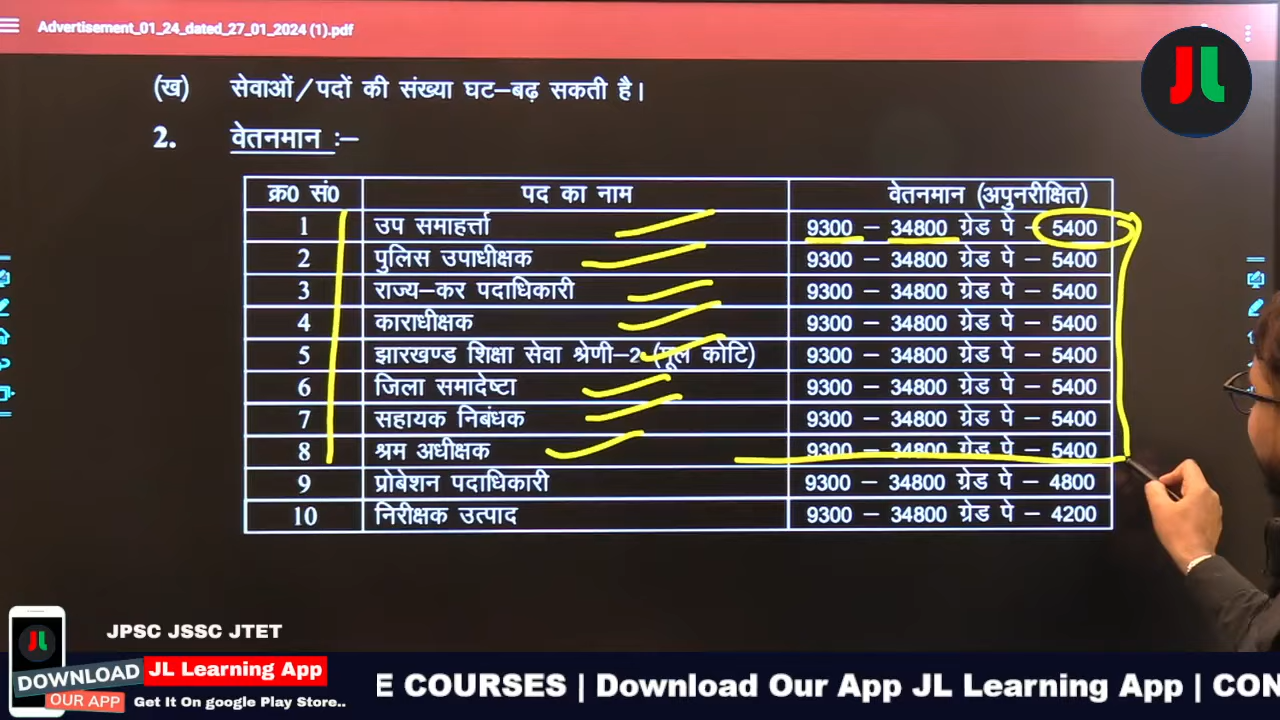 Advertisement_01_24_dated_27_01_2024 (1).pdf
JL
(ख) सेवाओं/पदों की संख्या घट–बढ़ सकती है।
2. वेतनमान :–
क्र0 सं0 पद का नाम वेतनमान (अपुनरीक्षित)
1 उप समाहर्त्ता 9300 – 34800 ग्रेड पे – 5400
2 पुलिस उपाधीक्षक 9300 – 34800 ग्रेड पे – 5400
3 राज्य–कर पदाधिकारी 9300 – 34800 ग्रेड पे – 5400
4 काराधीक्षक 9300 – 34800 ग्रेड पे – 5400
5 झारखण्ड शिक्षा सेवा श्रेणी–2 (मूल कोटि) 9300 – 34800 ग्रेड पे – 5400
6 जिला समादेष्टा 9300 – 34800 ग्रेड पे – 5400
7 सहायक निबंधक 9300 – 34800 ग्रेड पे – 5400
8 श्रम अधीक्षक 9300 – 34800 ग्रेड पे – 5400
9 प्रोबेशन पदाधिकारी 9300 – 34800 ग्रेड पे – 4800
10 निरीक्षक उत्पाद 9300 – 34800 ग्रेड पे – 4200
JPSC JSSC JTET
JL
DOWNLOAD JL Learning App
OUR APP Get It On google Play Store..
E COURSES | Download Our App JL Learning App | CON